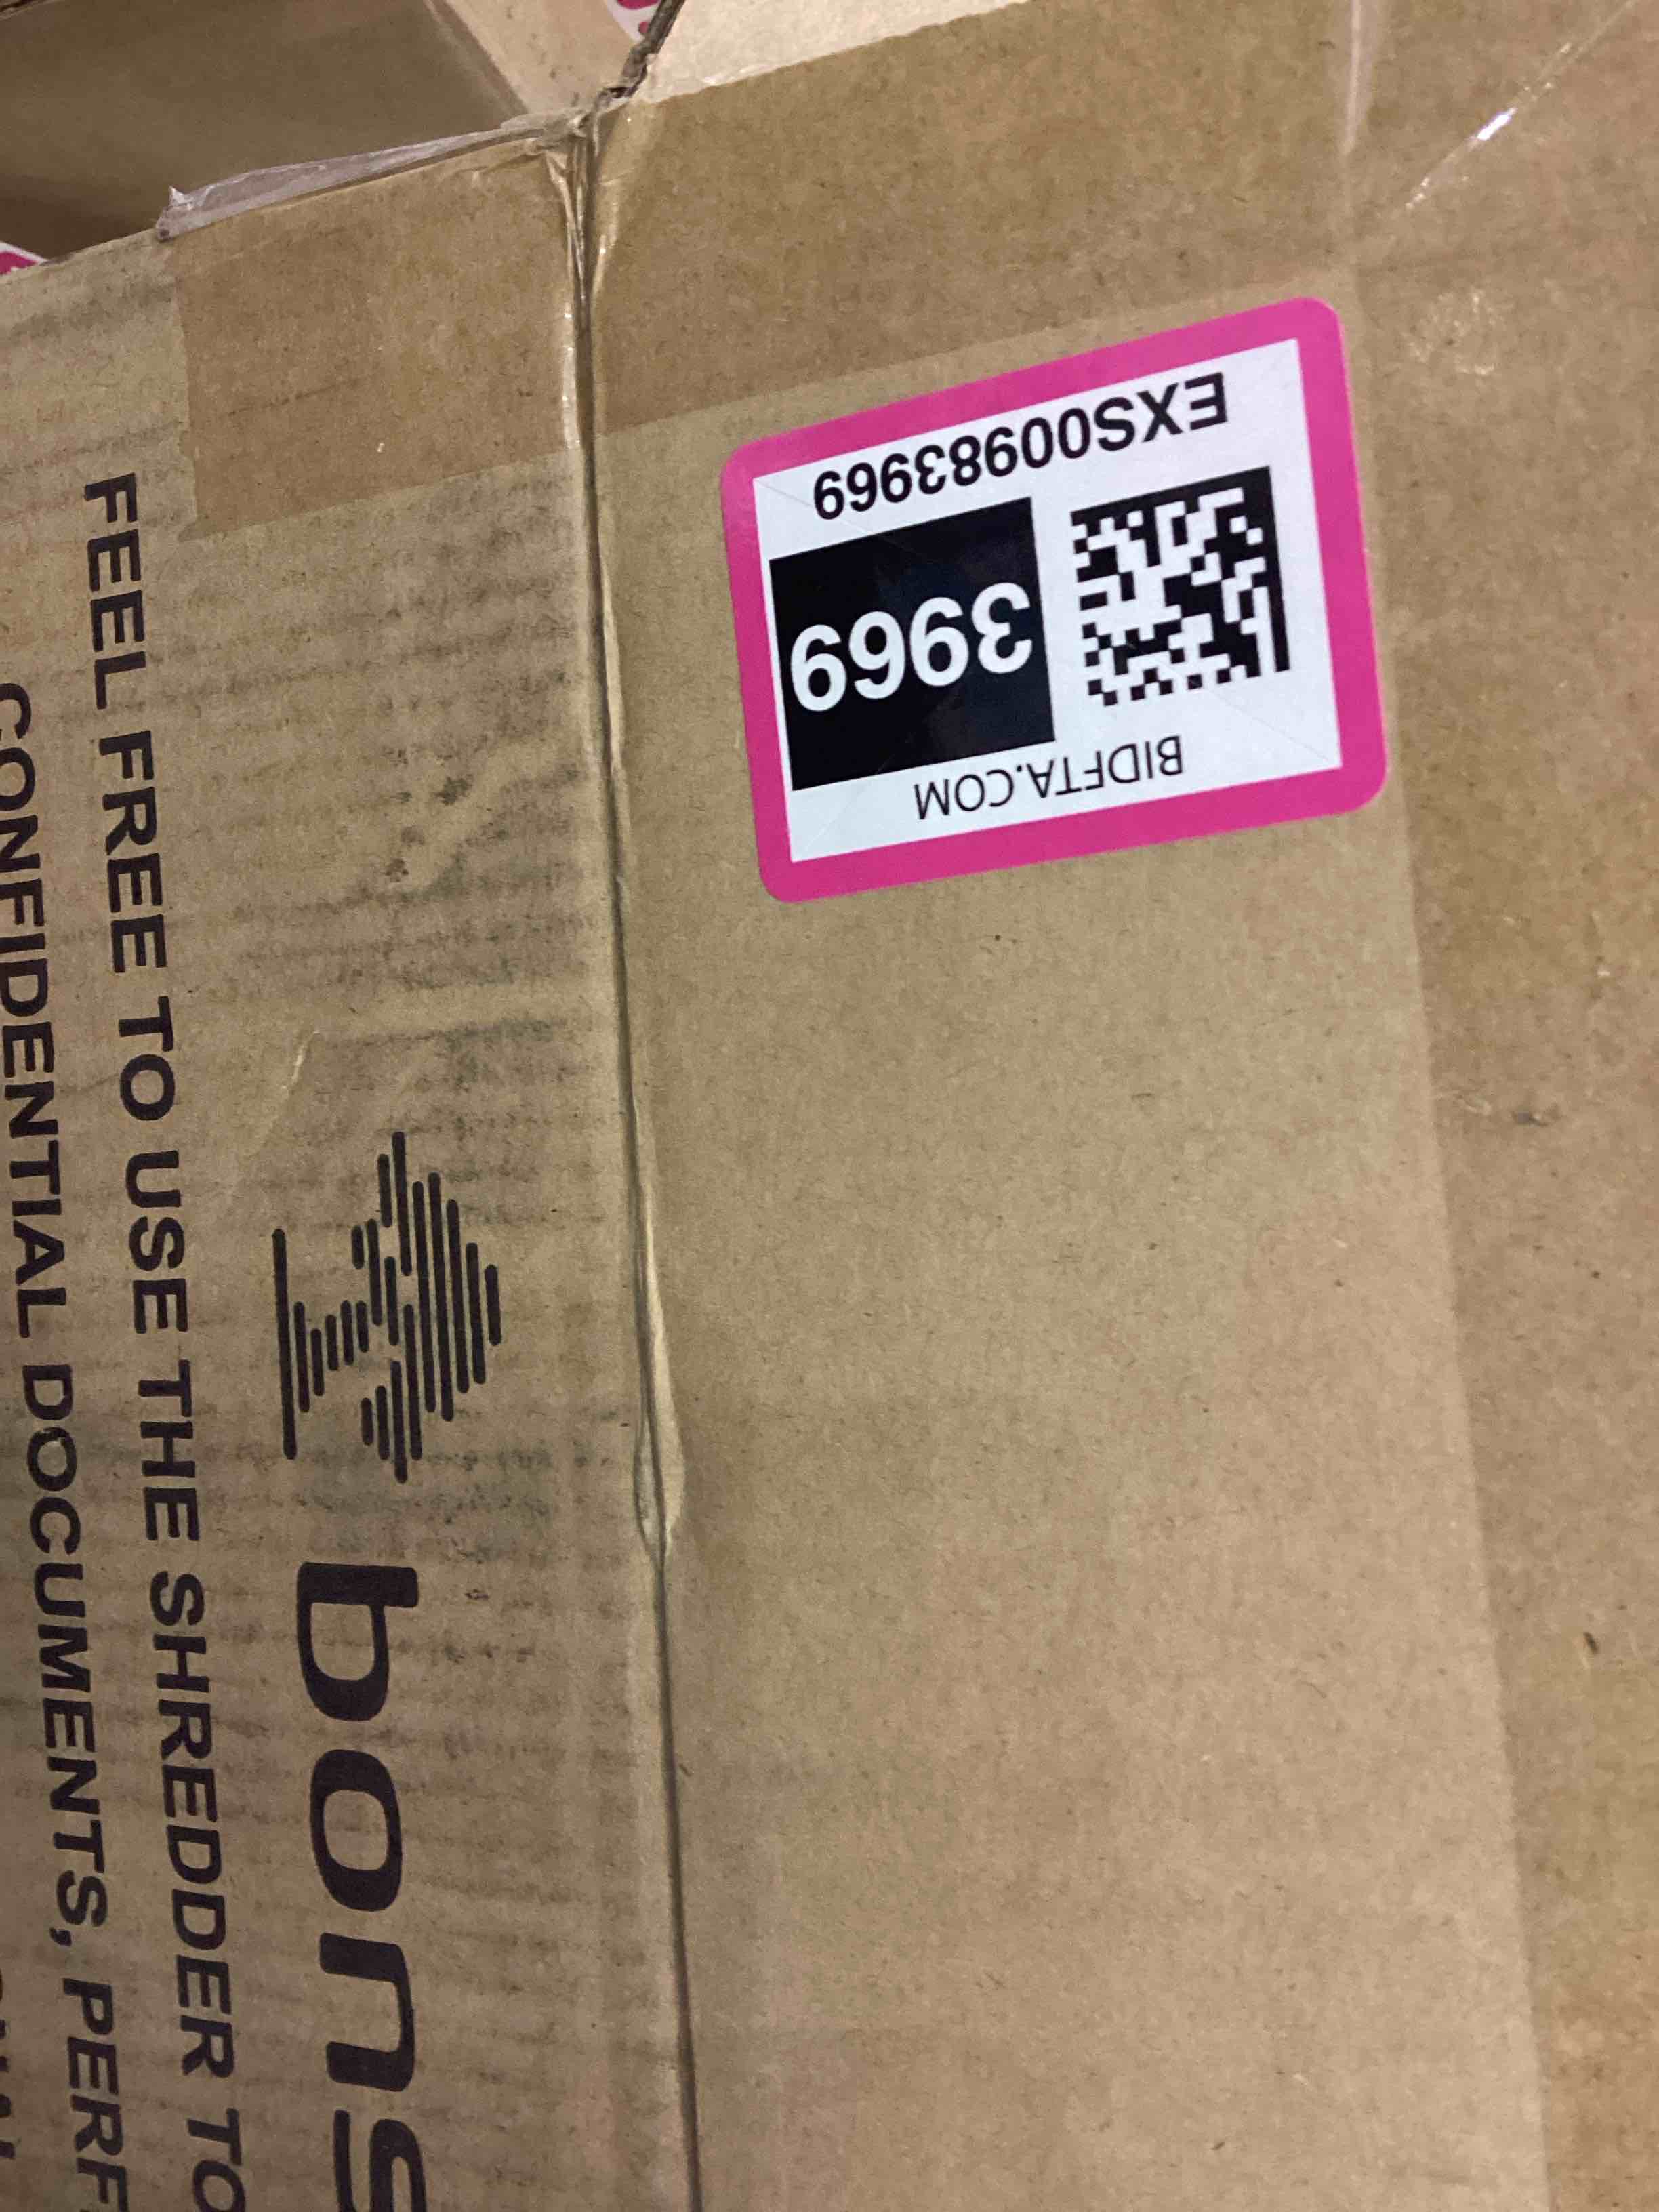 BIDFTA.COM
3969
EXS00983969
bons
FEEL FREE TO USE THE SHREDDER TO
CONFIDENTIAL DOCUMENTS, PERF